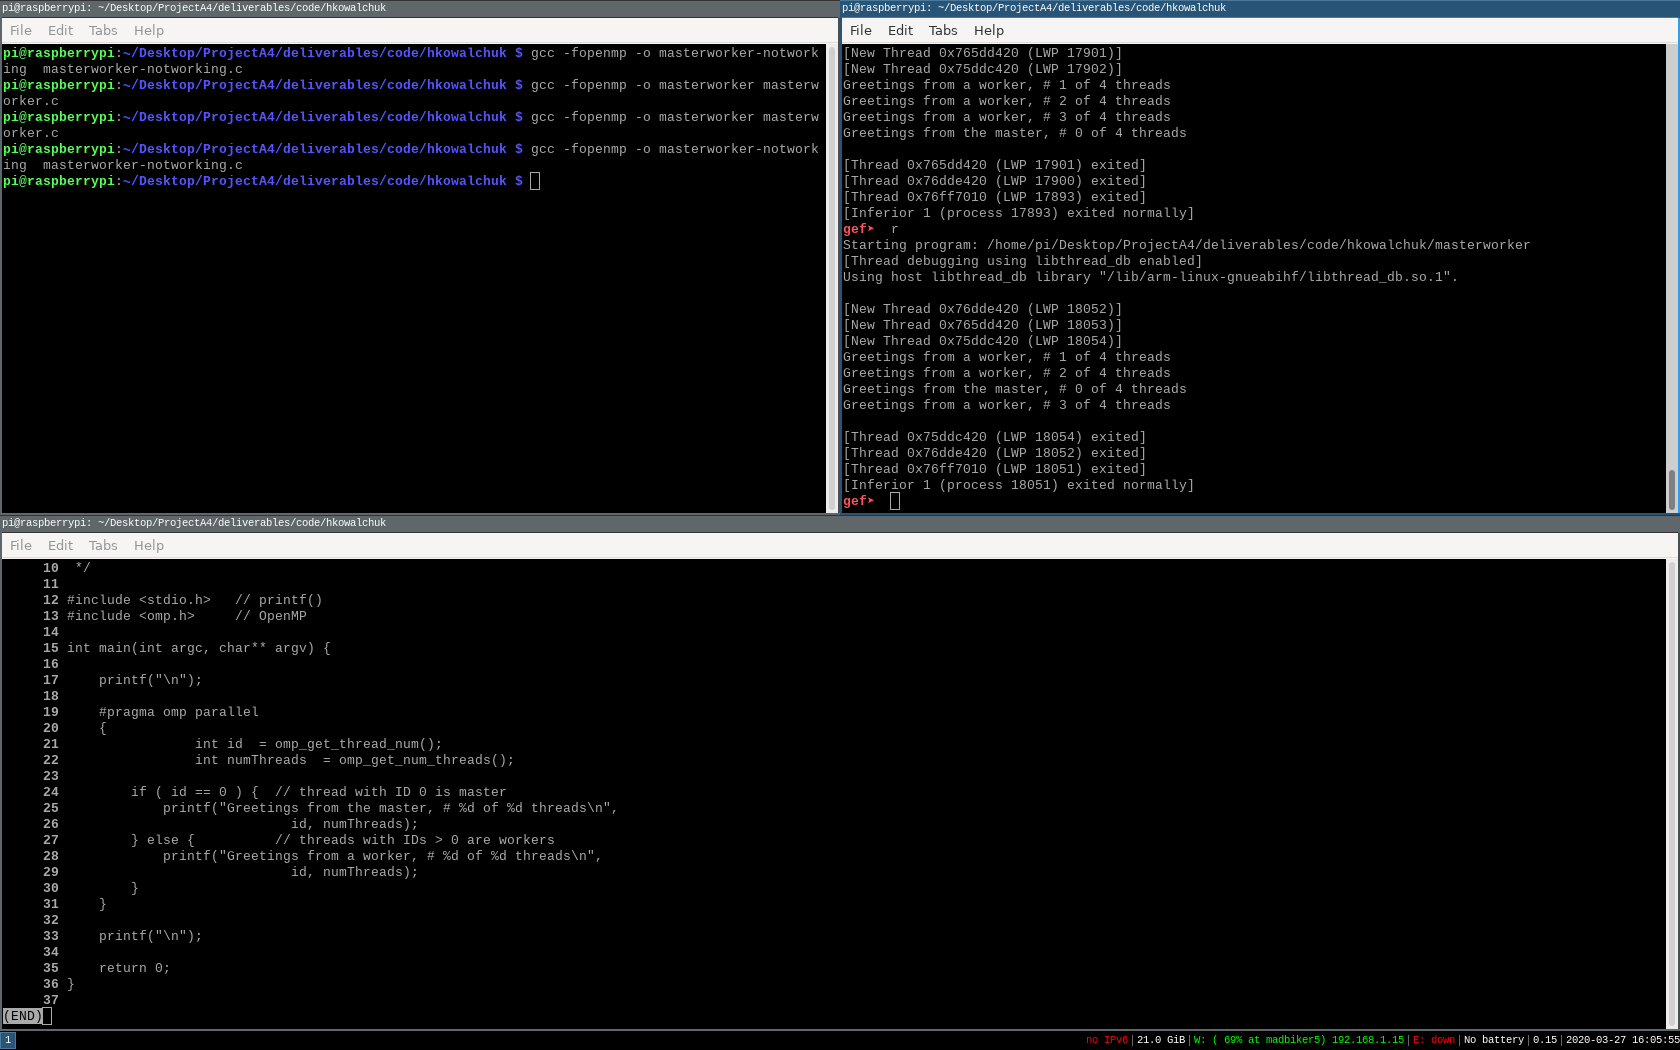 pi@raspberrypi: ~/Desktop/ProjectA4/deliverables/code/hkowalchuk
File Edit Tabs Help
pi@raspberrypi:~/Desktop/ProjectA4/deliverables/code/hkowalchuk $ gcc -fopenmp -o masterworker-notwork
ing  masterworker-notworking.c
pi@raspberrypi:~/Desktop/ProjectA4/deliverables/code/hkowalchuk $ gcc -fopenmp -o masterworker masterw
orker.c
pi@raspberrypi:~/Desktop/ProjectA4/deliverables/code/hkowalchuk $ gcc -fopenmp -o masterworker masterw
orker.c
pi@raspberrypi:~/Desktop/ProjectA4/deliverables/code/hkowalchuk $ gcc -fopenmp -o masterworker-notwork
ing  masterworker-notworking.c
pi@raspberrypi:~/Desktop/ProjectA4/deliverables/code/hkowalchuk $
pi@raspberrypi: ~/Desktop/ProjectA4/deliverables/code/hkowalchuk
File Edit Tabs Help
[New Thread 0x765dd420 (LWP 17901)]
[New Thread 0x75ddc420 (LWP 17902)]
Greetings from a worker, # 1 of 4 threads
Greetings from a worker, # 2 of 4 threads
Greetings from a worker, # 3 of 4 threads
Greetings from the master, # 0 of 4 threads
[Thread 0x765dd420 (LWP 17901) exited]
[Thread 0x76dde420 (LWP 17900) exited]
[Thread 0x76ff7010 (LWP 17893) exited]
[Inferior 1 (process 17893) exited normally]
gef➤  r
Starting program: /home/pi/Desktop/ProjectA4/deliverables/code/hkowalchuk/masterworker
[Thread debugging using libthread_db enabled]
Using host libthread_db library "/lib/arm-linux-gnueabihf/libthread_db.so.1".
[New Thread 0x76dde420 (LWP 18052)]
[New Thread 0x765dd420 (LWP 18053)]
[New Thread 0x75ddc420 (LWP 18054)]
Greetings from a worker, # 1 of 4 threads
Greetings from a worker, # 2 of 4 threads
Greetings from the master, # 0 of 4 threads
Greetings from a worker, # 3 of 4 threads
[Thread 0x75ddc420 (LWP 18054) exited]
[Thread 0x76dde420 (LWP 18052) exited]
[Thread 0x76ff7010 (LWP 18051) exited]
[Inferior 1 (process 18051) exited normally]
gef➤
pi@raspberrypi: ~/Desktop/ProjectA4/deliverables/code/hkowalchuk
File Edit Tabs Help
10  */
11
12 #include <stdio.h>   // printf()
13 #include <omp.h>     // OpenMP
14
15 int main(int argc, char** argv) {
16
17     printf("\n");
18
19     #pragma omp parallel
20     {
21                 int id  = omp_get_thread_num();
22                 int numThreads  = omp_get_num_threads();
23
24         if ( id == 0 ) {  // thread with ID 0 is master
25             printf("Greetings from the master, # %d of %d threads\n",
26                             id, numThreads);
27         } else {          // threads with IDs > 0 are workers
28             printf("Greetings from a worker, # %d of %d threads\n",
29                             id, numThreads);
30         }
31     }
32
33     printf("\n");
34
35     return 0;
36 }
37
(END)
1 no IPv6|21.0 GiB|W: ( 69% at madbiker5) 192.168.1.15|E: down|No battery|0.15|2020-03-27 16:05:55